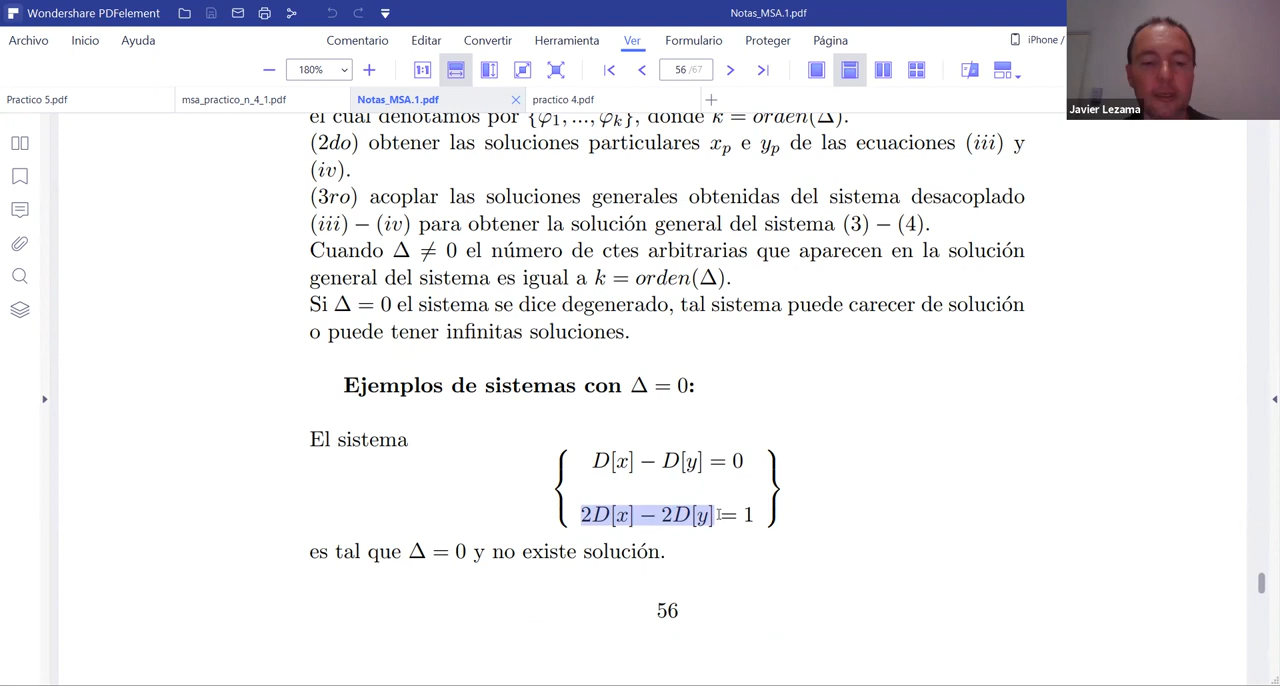 Wondershare PDFelement
Notas_MSA.1.pdf
Archivo Inicio Ayuda Comentario Editar Convertir Herramienta Ver Formulario Proteger Página iPhone /
180% 56 /67
Practico 5.pdf msa_practico_n_4_1.pdf Notas_MSA.1.pdf practico 4.pdf
Javier Lezama
el cual denotamos por {φ1, ..., φk}, donde k = orden(Δ).
(2do) obtener las soluciones particulares xp e yp de las ecuaciones (iii) y
(iv).
(3ro) acoplar las soluciones generales obtenidas del sistema desacoplado
(iii) − (iv) para obtener la solución general del sistema (3) − (4).
Cuando Δ ≠ 0 el número de ctes arbitrarias que aparecen en la solución
general del sistema es igual a k = orden(Δ).
Si Δ = 0 el sistema se dice degenerado, tal sistema puede carecer de solución
o puede tener infinitas soluciones.
Ejemplos de sistemas con Δ = 0:
El sistema
D[x] − D[y] = 0
2D[x] − 2D[y] = 1
es tal que Δ = 0 y no existe solución.
56